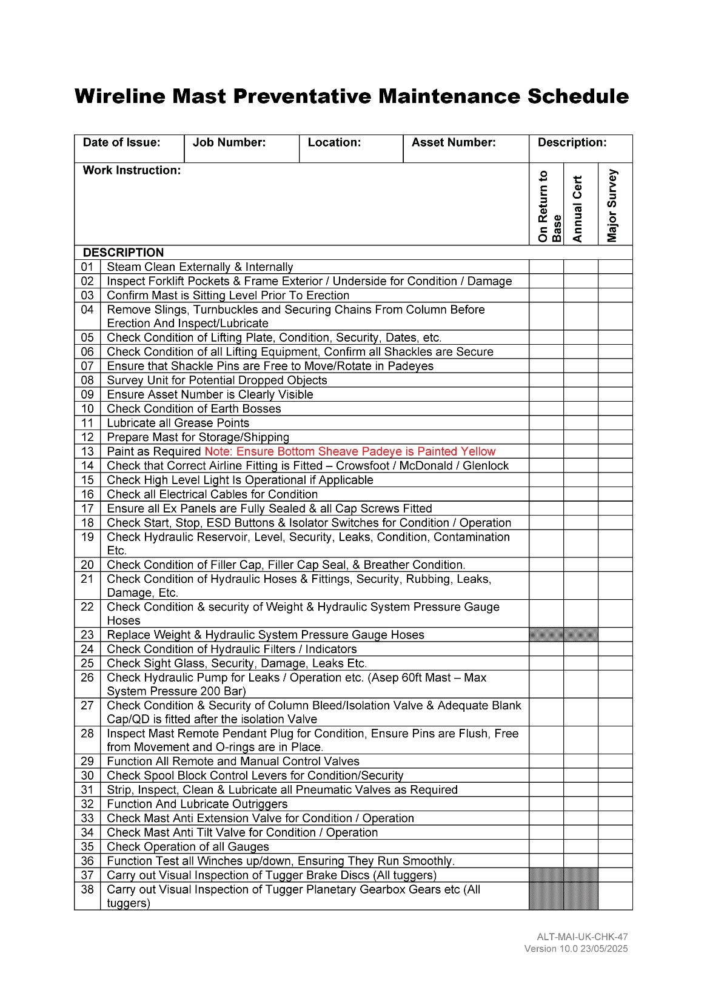 Wireline Mast Preventative Maintenance Schedule
Date of Issue: Job Number: Location: Asset Number: Description:
Work Instruction:
On Return to
Base
Annual Cert
Major Survey
DESCRIPTION
01 Steam Clean Externally & Internally
02 Inspect Forklift Pockets & Frame Exterior / Underside for Condition / Damage
03 Confirm Mast is Sitting Level Prior To Erection
04 Remove Slings, Turnbuckles and Securing Chains From Column Before
Erection And Inspect/Lubricate
05 Check Condition of Lifting Plate, Condition, Security, Dates, etc.
06 Check Condition of all Lifting Equipment, Confirm all Shackles are Secure
07 Ensure that Shackle Pins are Free to Move/Rotate in Padeyes
08 Survey Unit for Potential Dropped Objects
09 Ensure Asset Number is Clearly Visible
10 Check Condition of Earth Bosses
11 Lubricate all Grease Points
12 Prepare Mast for Storage/Shipping
13 Paint as Required Note: Ensure Bottom Sheave Padeye is Painted Yellow
14 Check that Correct Airline Fitting is Fitted – Crowsfoot / McDonald / Glenlock
15 Check High Level Light Is Operational if Applicable
16 Check all Electrical Cables for Condition
17 Ensure all Ex Panels are Fully Sealed & all Cap Screws Fitted
18 Check Start, Stop, ESD Buttons & Isolator Switches for Condition / Operation
19 Check Hydraulic Reservoir, Level, Security, Leaks, Condition, Contamination
Etc.
20 Check Condition of Filler Cap, Filler Cap Seal, & Breather Condition.
21 Check Condition of Hydraulic Hoses & Fittings, Security, Rubbing, Leaks,
Damage, Etc.
22 Check Condition & security of Weight & Hydraulic System Pressure Gauge
Hoses
23 Replace Weight & Hydraulic System Pressure Gauge Hoses
24 Check Condition of Hydraulic Filters / Indicators
25 Check Sight Glass, Security, Damage, Leaks Etc.
26 Check Hydraulic Pump for Leaks / Operation etc. (Asep 60ft Mast – Max
System Pressure 200 Bar)
27 Check Condition & Security of Column Bleed/Isolation Valve & Adequate Blank
Cap/QD is fitted after the isolation Valve
28 Inspect Mast Remote Pendant Plug for Condition, Ensure Pins are Flush, Free
from Movement and O-rings are in Place.
29 Function All Remote and Manual Control Valves
30 Check Spool Block Control Levers for Condition/Security
31 Strip, Inspect, Clean & Lubricate all Pneumatic Valves as Required
32 Function And Lubricate Outriggers
33 Check Mast Anti Extension Valve for Condition / Operation
34 Check Mast Anti Tilt Valve for Condition / Operation
35 Check Operation of all Gauges
36 Function Test all Winches up/down, Ensuring They Run Smoothly.
37 Carry out Visual Inspection of Tugger Brake Discs (All tuggers)
38 Carry out Visual Inspection of Tugger Planetary Gearbox Gears etc (All
tuggers)
ALT-MAI-UK-CHK-47
Version 10.0 23/05/2025